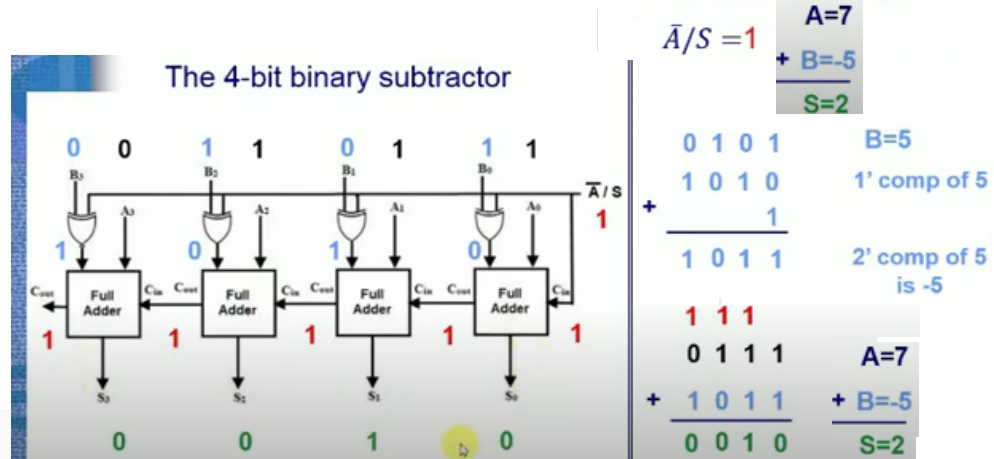 The 4-bit binary subtractor
0 0 1 1 0 1 1 1
B₃ B₂ B₁ B₀
Ā / S
A₃ A₂ A₁ A₀
1
1 0 1 0
Cout Full Adder Cin Cout Full Adder Cin Cout Full Adder Cin Cout Full Adder Cin
1 1 1 1 1
S₃ S₂ S₁ S₀
0 0 1 0
Ā/S =1
A=7
+ B=-5
S=2
0 1 0 1 B=5
1 0 1 0 1' comp of 5
+ 1
1 0 1 1 2' comp of 5
is -5
1 1 1
0 1 1 1 A=7
+ 1 0 1 1 + B=-5
0 0 1 0 S=2